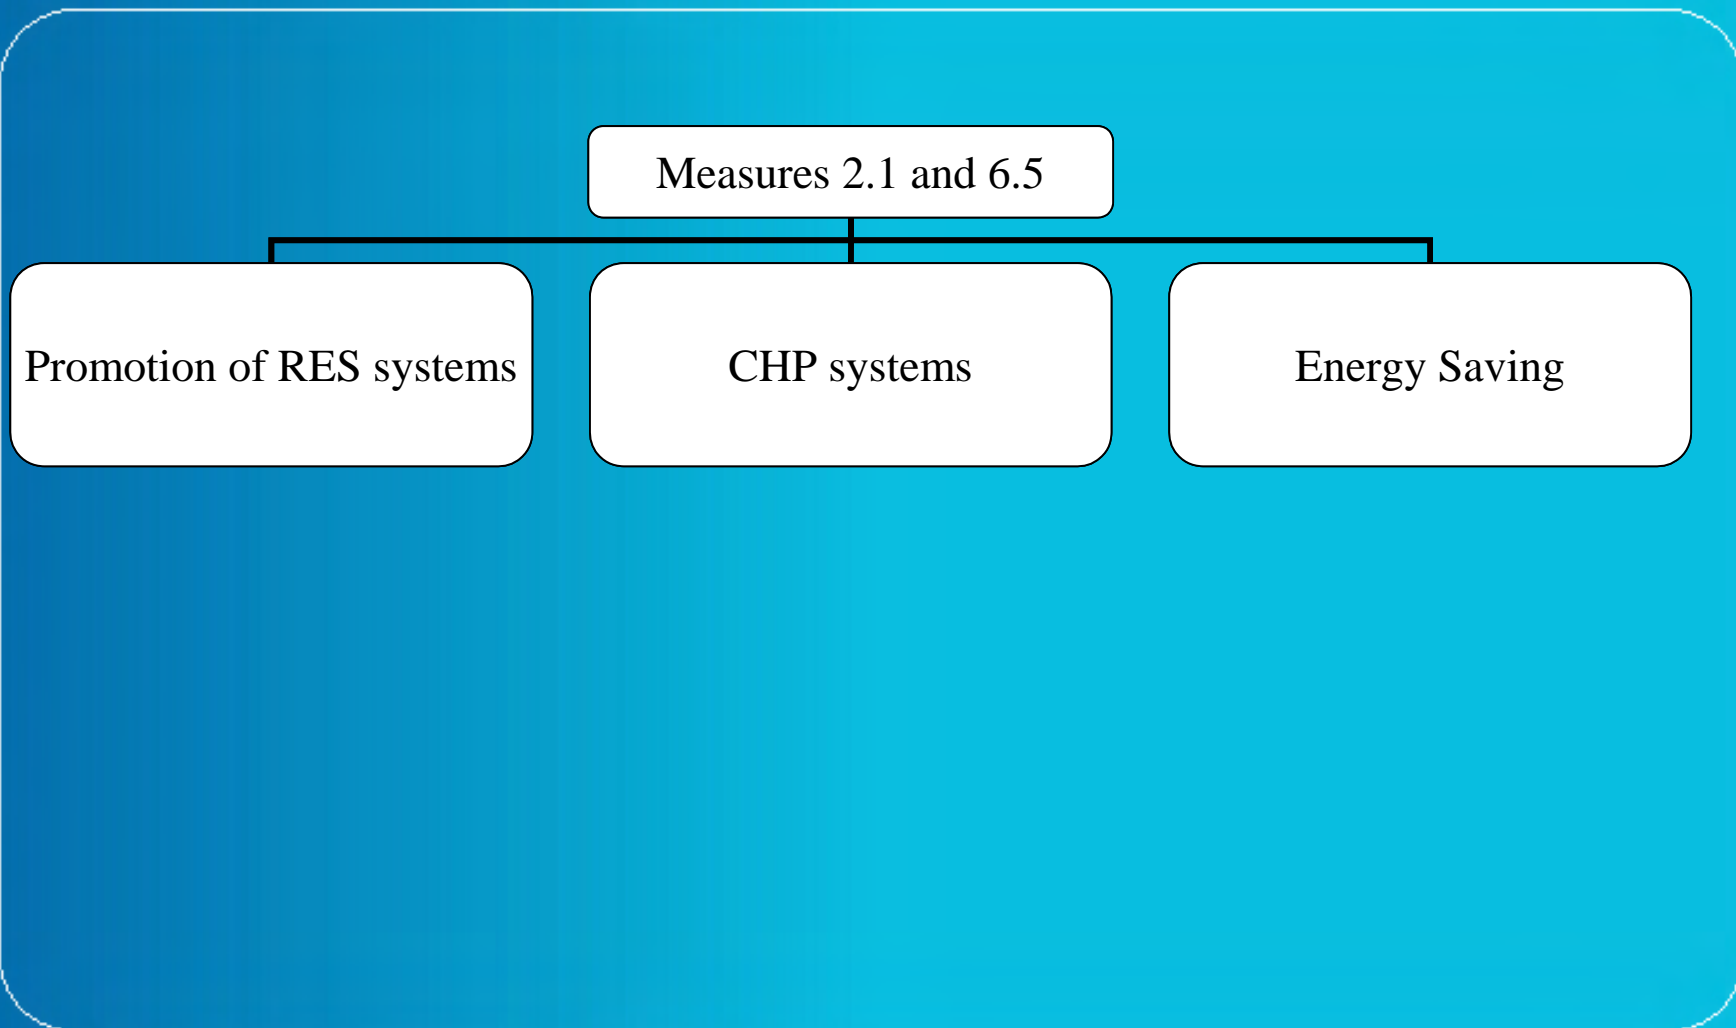 Measures 2.1 and 6.5
Promotion of RES systems
CHP systems
Energy Saving